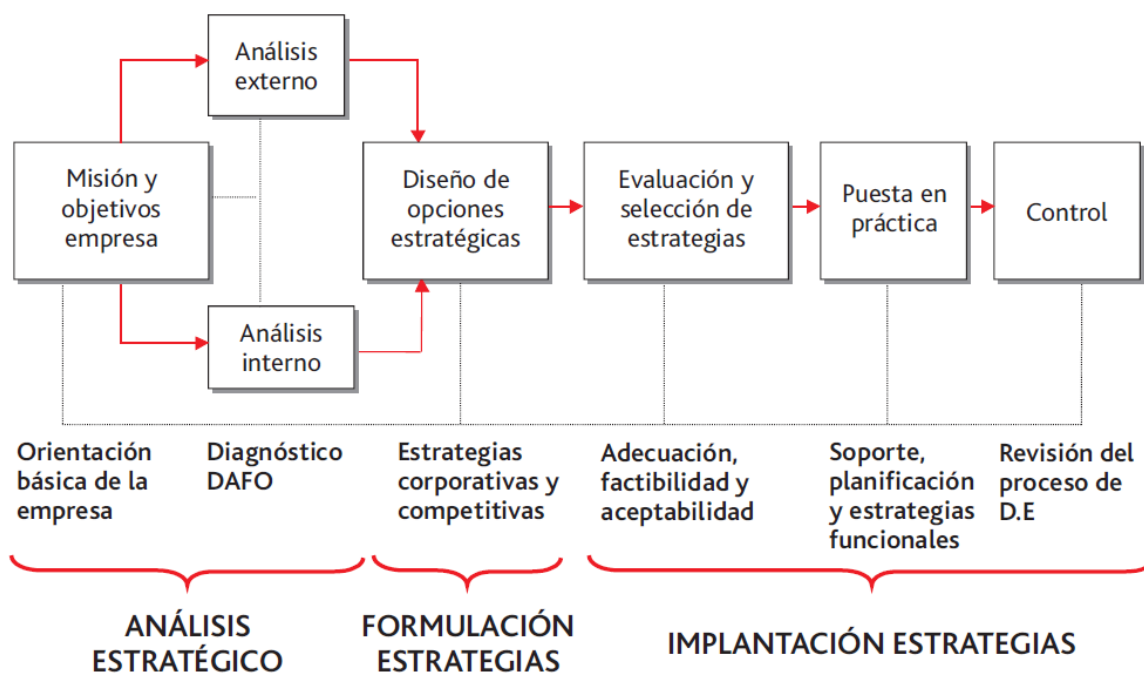 Análisis
externo
Misión y
objetivos
empresa
Análisis
interno
Diseño de
opciones
estratégicas
Evaluación y
selección de
estrategias
Puesta en
práctica
Control
Orientación
básica de la
empresa
Diagnóstico
DAFO
Estrategias
corporativas y
competitivas
Adecuación,
factibilidad y
aceptabilidad
Soporte,
planificación
y estrategias
funcionales
Revisión del
proceso de
D.E
ANÁLISIS
ESTRATÉGICO
FORMULACIÓN
ESTRATEGIAS
IMPLANTACIÓN ESTRATEGIAS